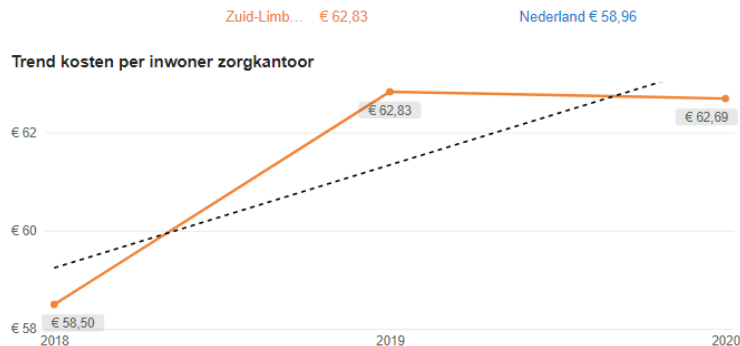 Zuid-Limb... € 62,83 Nederland € 58,96
Trend kosten per inwoner zorgkantoor
€ 62
€ 62,83
€ 62,69
€ 60
€ 58,50
€ 58
2018 2019 2020